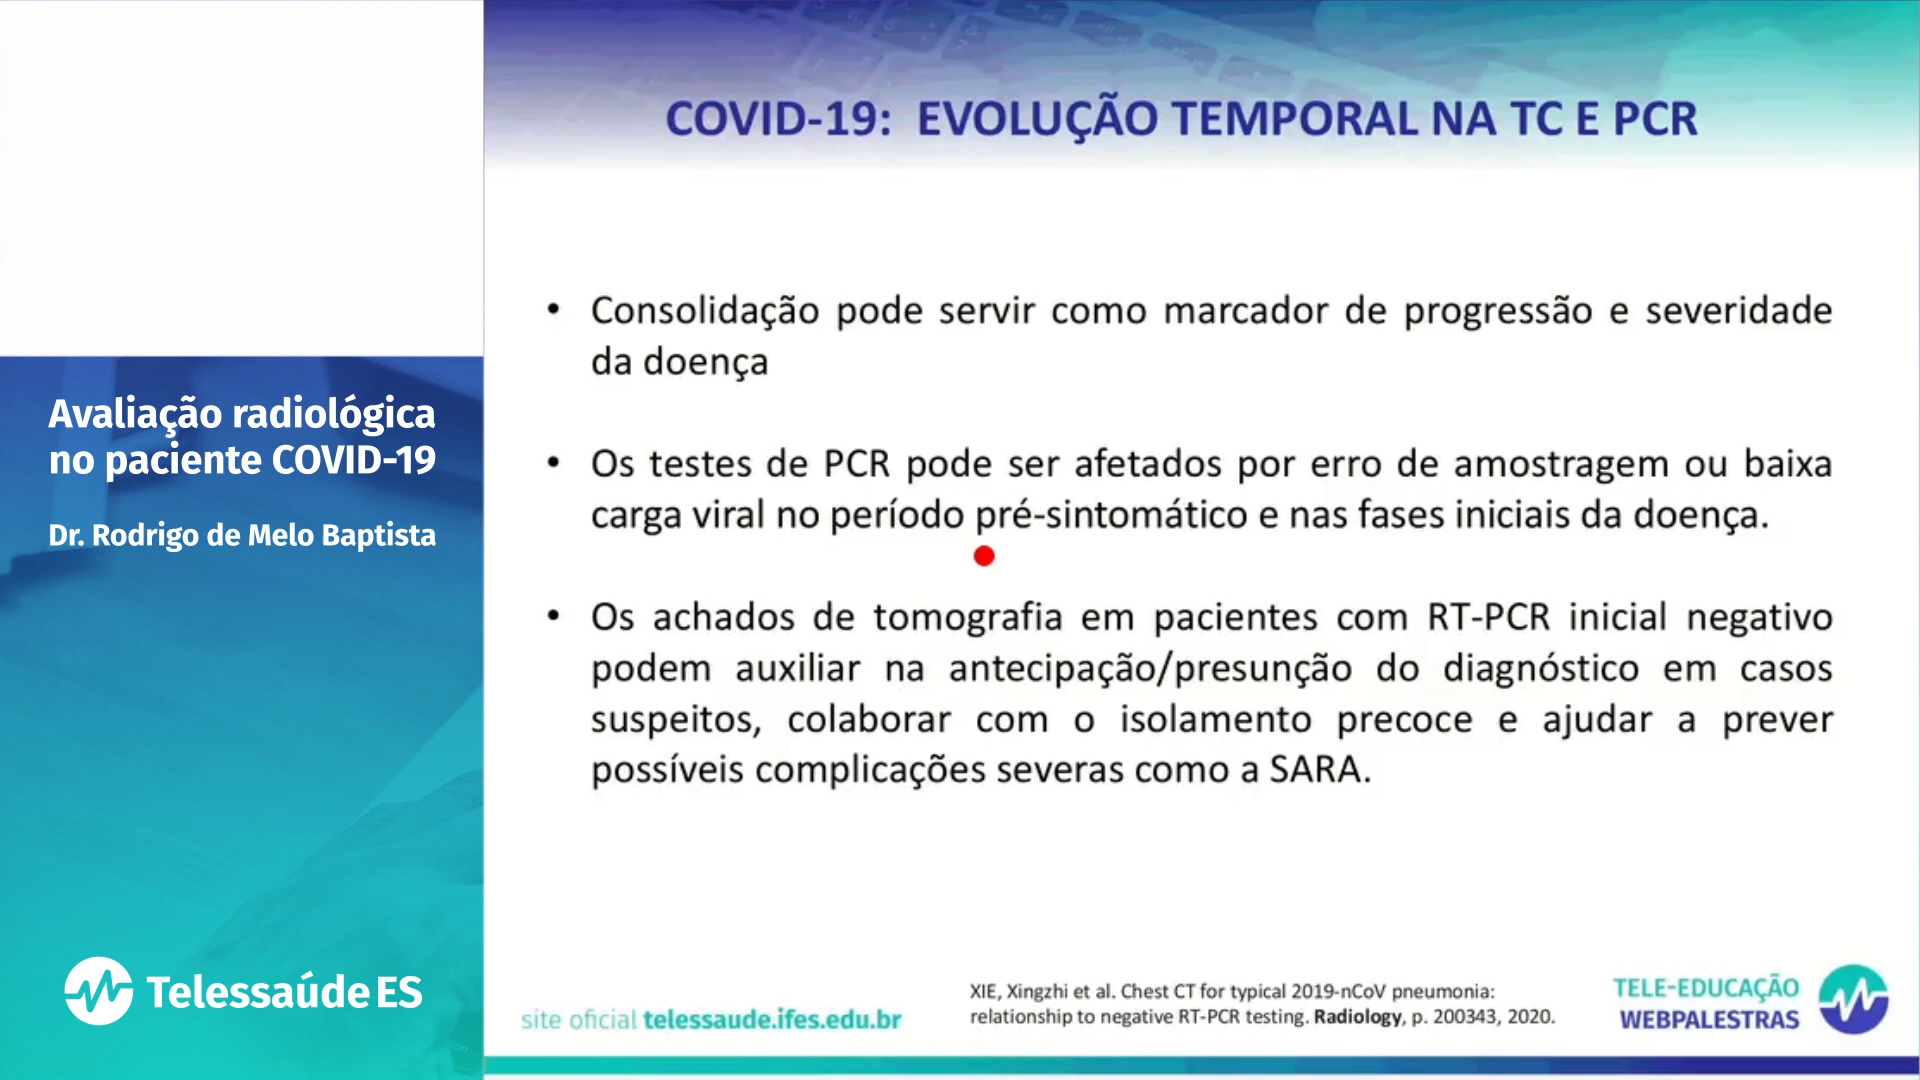 COVID-19: EVOLUÇÃO TEMPORAL NA TC E PCR
• Consolidação pode servir como marcador de progressão e severidade
da doença
• Os testes de PCR pode ser afetados por erro de amostragem ou baixa
carga viral no período pré-sintomático e nas fases iniciais da doença.
• Os achados de tomografia em pacientes com RT-PCR inicial negativo
podem auxiliar na antecipação/presunção do diagnóstico em casos
suspeitos, colaborar com o isolamento precoce e ajudar a prever
possíveis complicações severas como a SARA.
Avaliação radiológica
no paciente COVID-19
Dr. Rodrigo de Melo Baptista
Telessaúde ES
site oficial telessaude.ifes.edu.br
XIE, Xingzhi et al. Chest CT for typical 2019-nCoV pneumonia:
relationship to negative RT-PCR testing. Radiology, p. 200343, 2020.
TELE-EDUCAÇÃO
WEBPALESTRAS